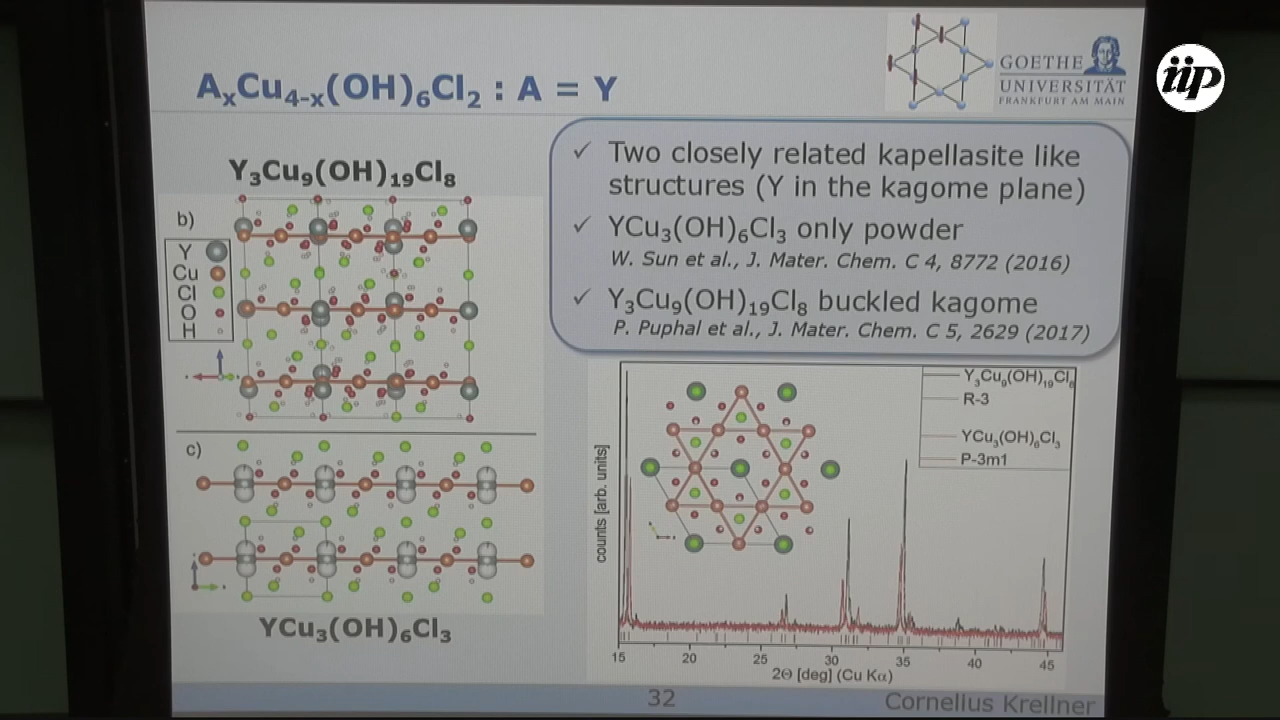 AₓCu₄₋ₓ(OH)₆Cl₂ : A = Y
GOETHE
UNIVERSITÄT
FRANKFURT AM MAIN
iip
Y₃Cu₉(OH)₁₉Cl₈
b)
Y
Cu
Cl
O
H
c)
YCu₃(OH)₆Cl₃
✓ Two closely related kapellasite like
structures (Y in the kagome plane)
✓ YCu₃(OH)₆Cl₃ only powder
W. Sun et al., J. Mater. Chem. C 4, 8772 (2016)
✓ Y₃Cu₉(OH)₁₉Cl₈ buckled kagome
P. Puphal et al., J. Mater. Chem. C 5, 2629 (2017)
Y₃Cu₉(OH)₁₉Cl₈
R-3
YCu₃(OH)₆Cl₃
P-3m1
counts [arb. units]
15 20 25 30 35 40 45
2Θ [deg] (Cu Kα)
32
Cornelius Krellner